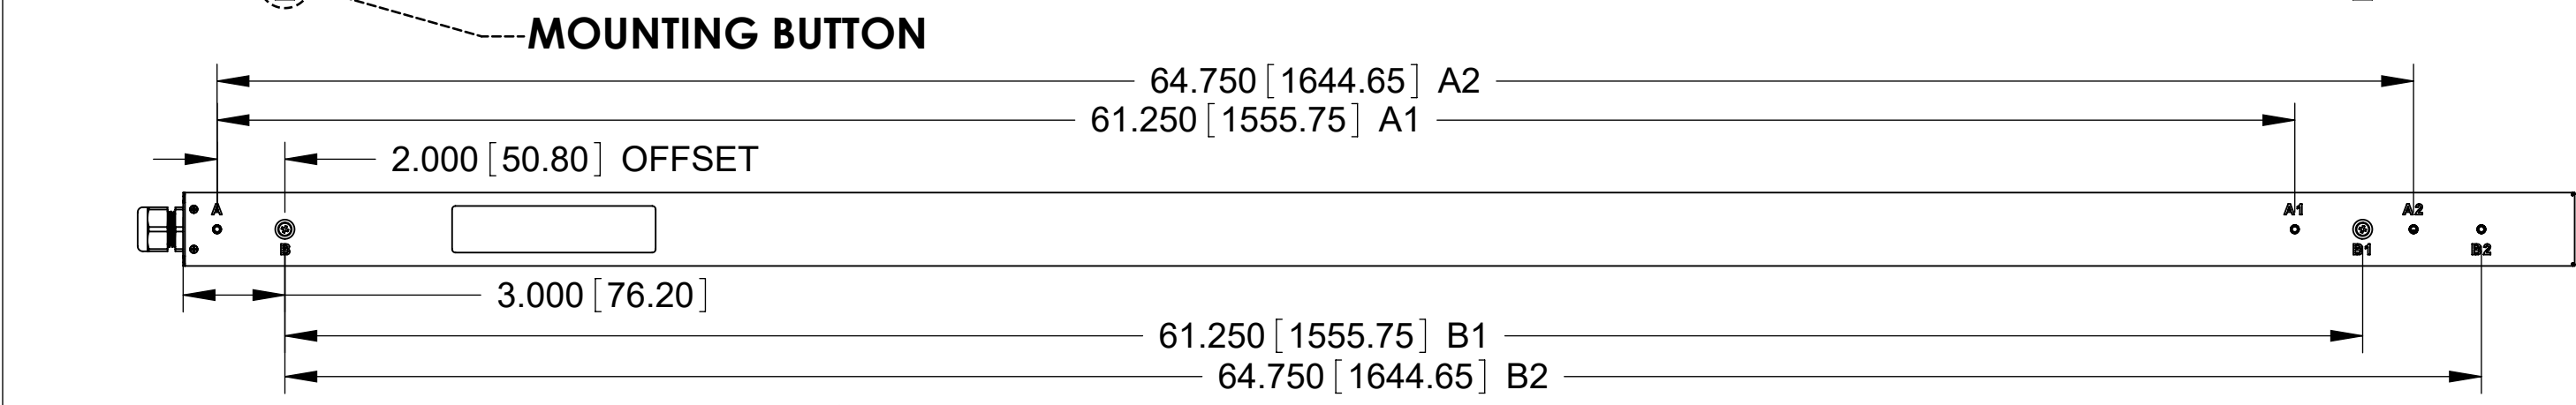 MOUNTING BUTTON
64.750 [1644.65] A2
61.250 [1555.75] A1
2.000 [50.80] OFFSET
A
A1
A2
B
B1
B2
3.000 [76.20]
61.250 [1555.75] B1
64.750 [1644.65] B2